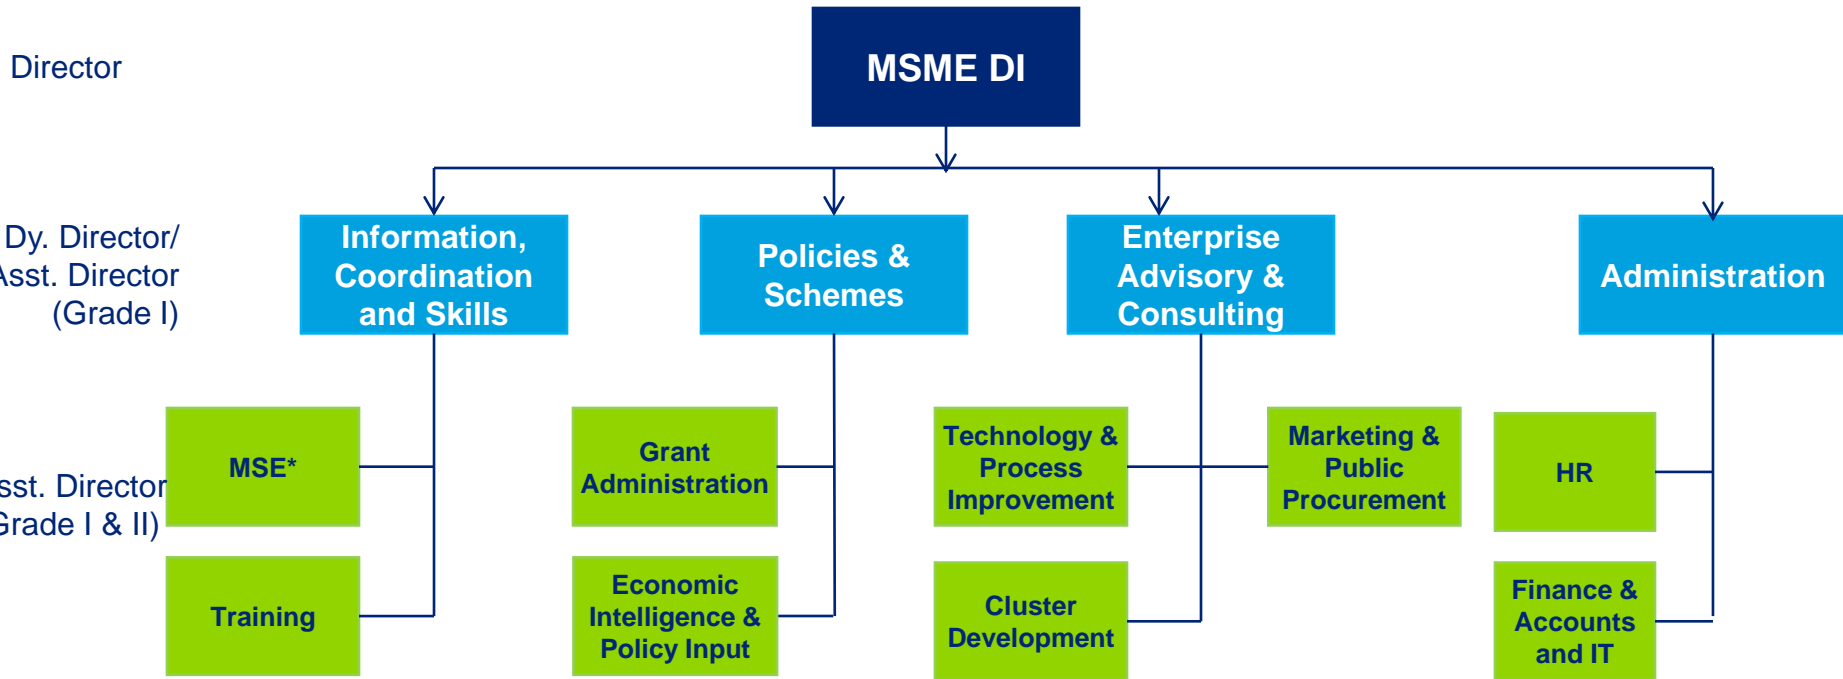 Director
MSME DI
Dy. Director/
Asst. Director
(Grade I)
Information,
Coordination
and Skills
Policies &
Schemes
Enterprise
Advisory &
Consulting
Administration
Asst. Director
(Grade I & II)
MSE*
Grant
Administration
Technology &
Process
Improvement
Marketing &
Public
Procurement
HR
Training
Economic
Intelligence &
Policy Input
Cluster
Development
Finance &
Accounts
and IT